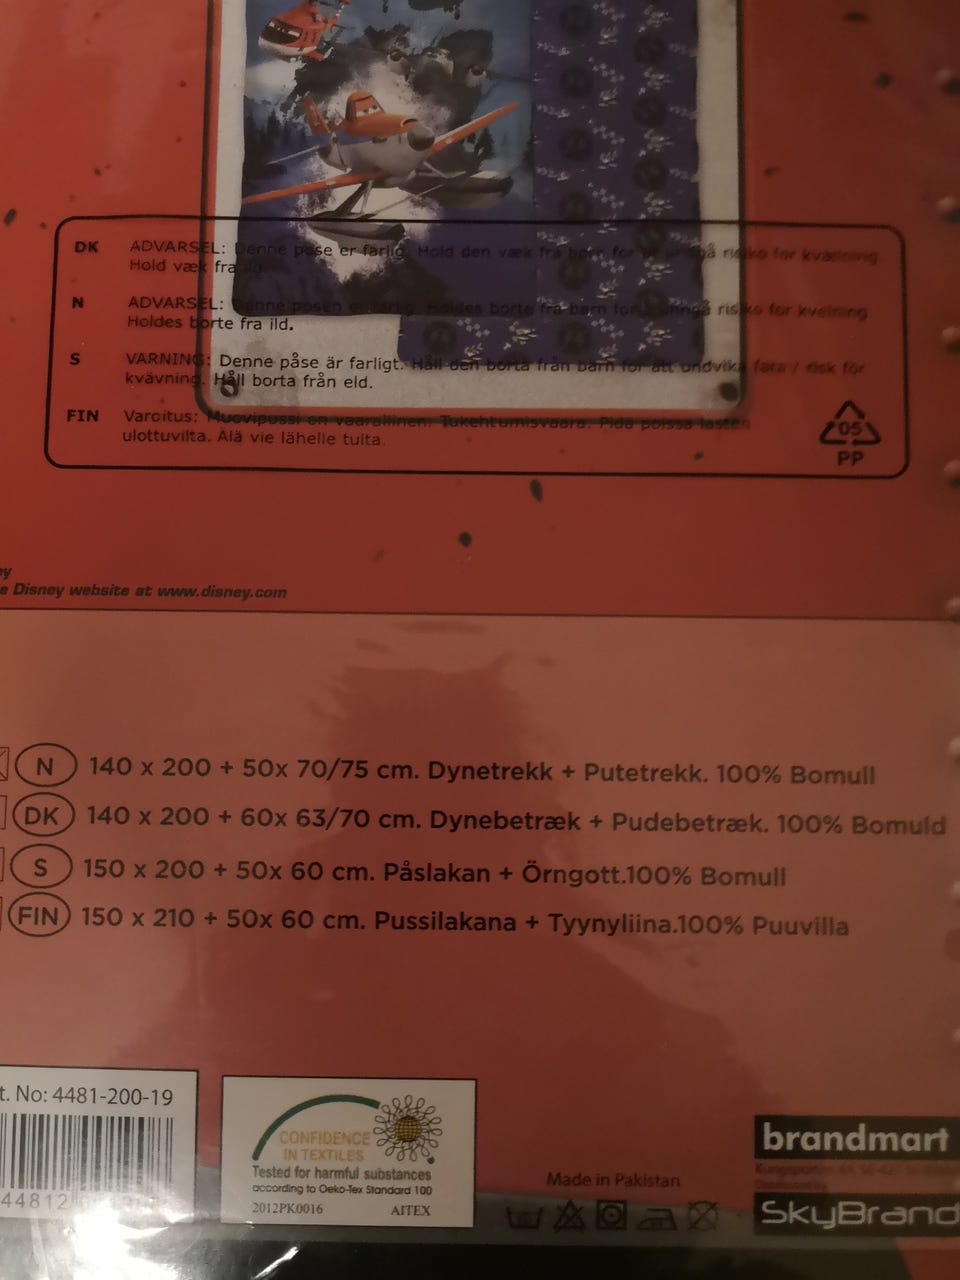 DK ADVARSEL: Denne pose er farlig. Hold den væk fra børn for at undgå risiko for kvælning
Hold væk fra ild.
N ADVARSEL: Denne posen er farlig. Holdes borte fra barn for å unngå risiko for kvelning
Holdes borte fra ild.
S VARNING: Denne påse är farligt. Håll den borta från barn för att undvika fara / risk för
kvävning. Håll borta från eld.
FIN Varoitus: Muovipussi on vaarallinen. Tukehtumisvaara. Pidä poissa lasten
ulottuvilta. Älä vie lähelle tulta.
05
PP
e Disney website at www.disney.com
N 140 x 200 + 50x 70/75 cm. Dynetrekk + Putetrekk. 100% Bomull
DK 140 x 200 + 60x 63/70 cm. Dynebetræk + Pudebetræk. 100% Bomuld
S 150 x 200 + 50x 60 cm. Påslakan + Örngott.100% Bomull
FIN 150 x 210 + 50x 60 cm. Pussilakana + Tyynyliina.100% Puuvilla
t. No: 4481-200-19
44812
CONFIDENCE
IN TEXTILES
Tested for harmful substances
according to Oeko-Tex Standard 100
2012PK0016 AITEX
Made in Pakistan
brandmart
SkyBrand